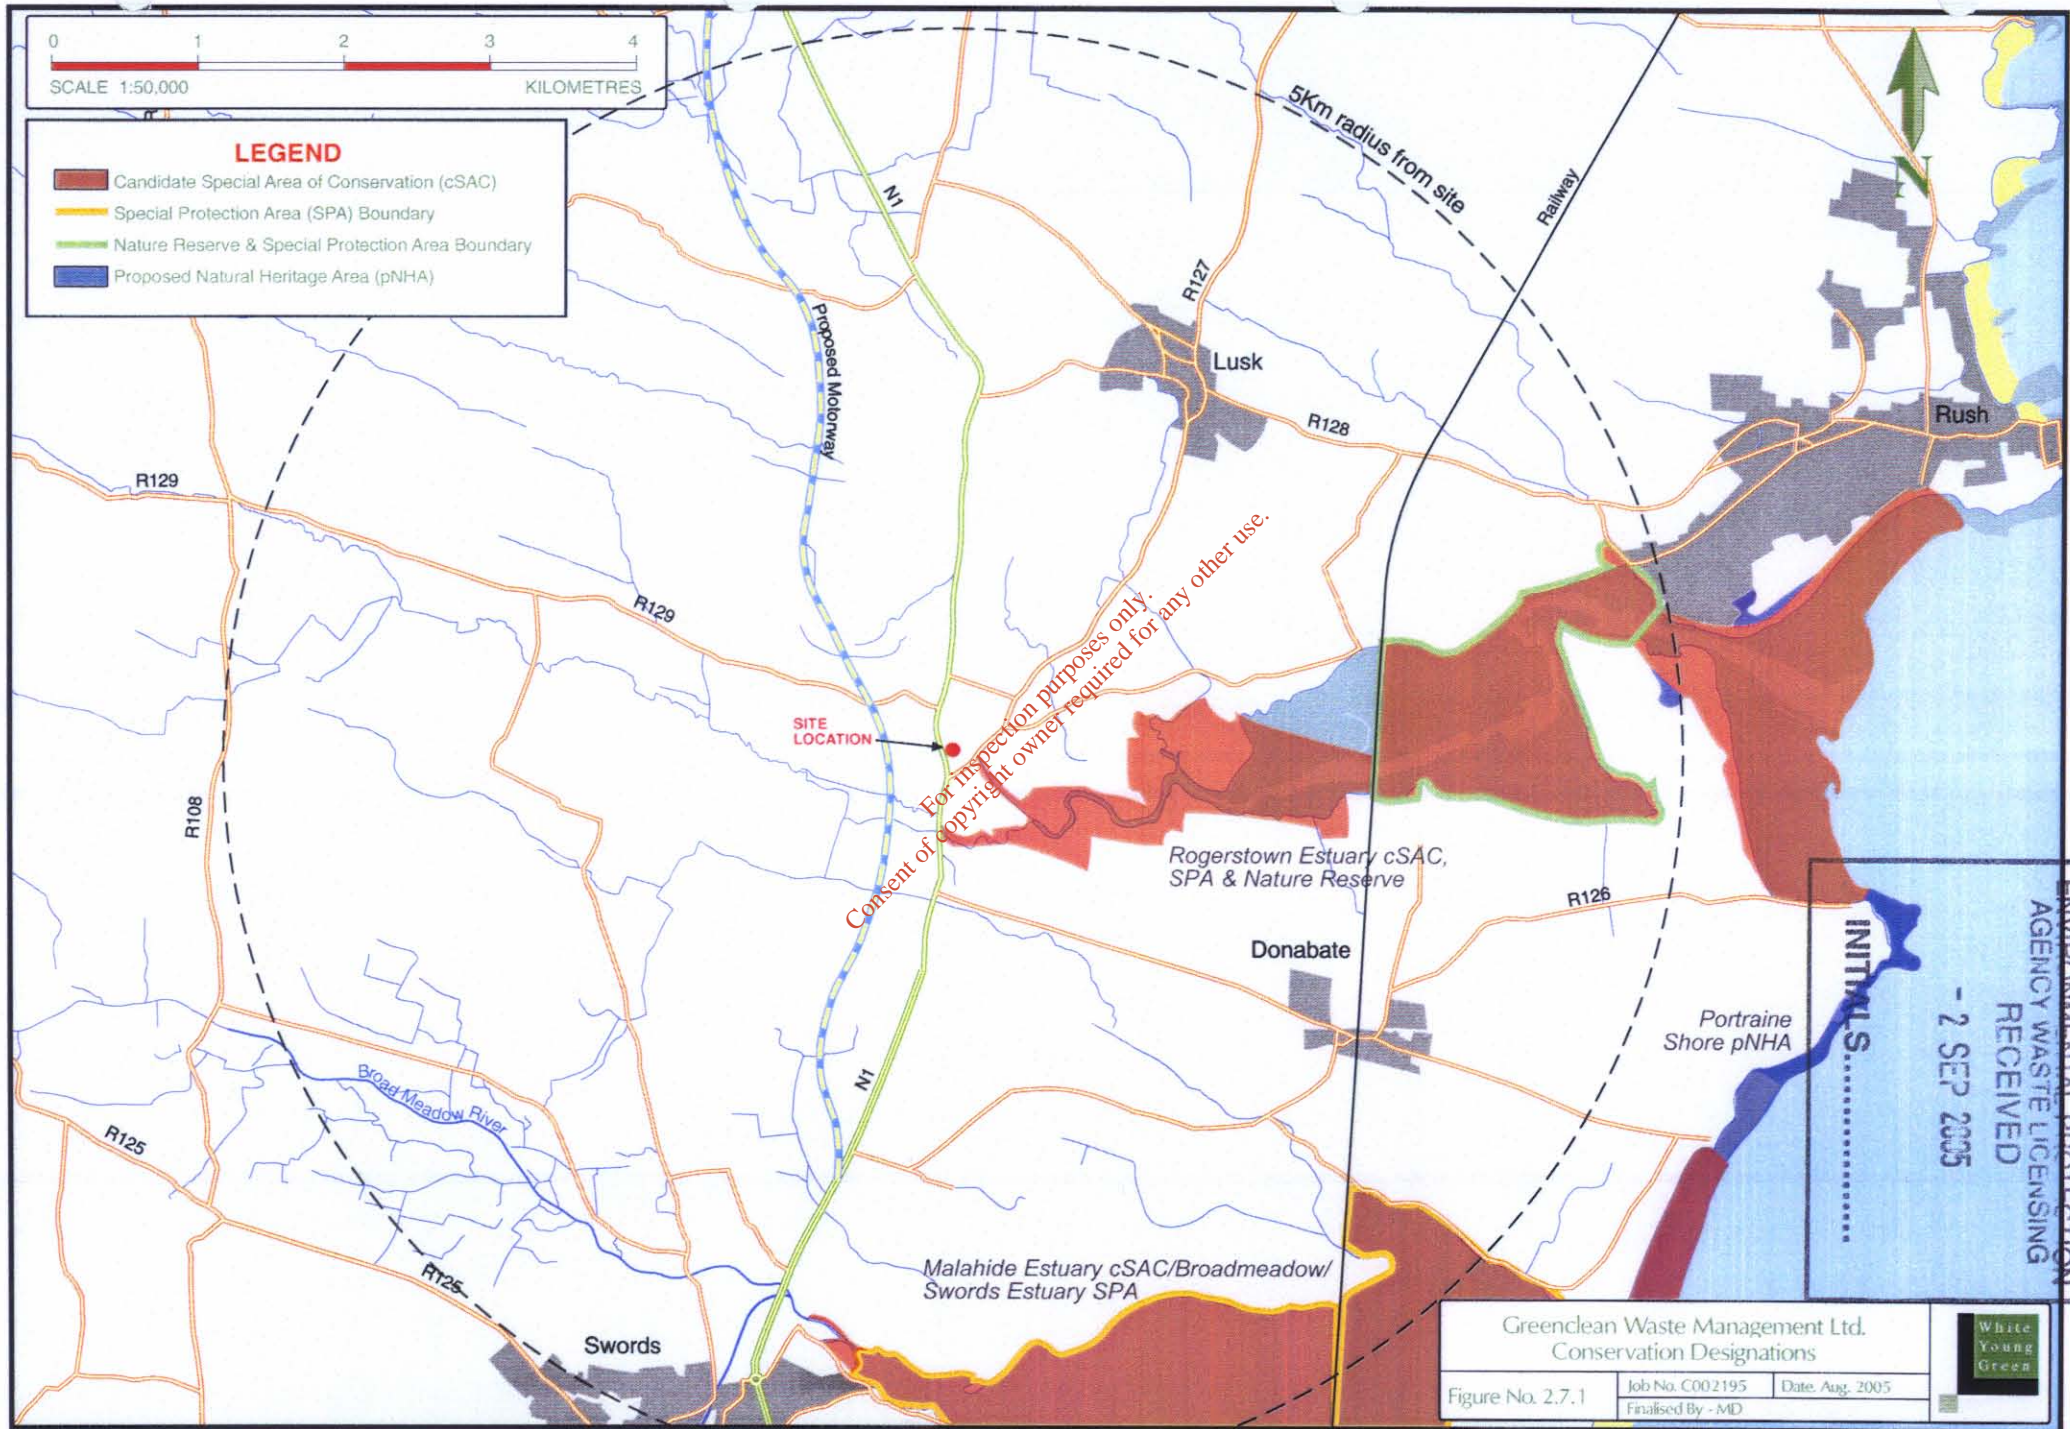 0 1 2 3 4
SCALE 1:50,000 KILOMETRES
LEGEND
Candidate Special Area of Conservation (cSAC)
Special Protection Area (SPA) Boundary
Nature Reserve & Special Protection Area Boundary
Proposed Natural Heritage Area (pNHA)
N
5Km radius from site
Railway
N1
R127
Proposed Motorway
Lusk
R128
Rush
R129
R129
SITE
LOCATION
For inspection purposes only.
Consent of copyright owner required for any other use.
R108
Rogerstown Estuary cSAC,
SPA & Nature Reserve
R126
Donabate
Portraine
Shore pNHA
N1
Broad Meadow River
R125
R125
Malahide Estuary cSAC/Broadmeadow/
Swords Estuary SPA
Swords
AGENCY WASTE LICENSING
RECEIVED
- 2 SEP 2005
INITIALS....................
Greenclean Waste Management Ltd.
Conservation Designations
Figure No. 2.7.1
Job No. C002195
Date. Aug. 2005
Finalised By - MD
White
Young
Green